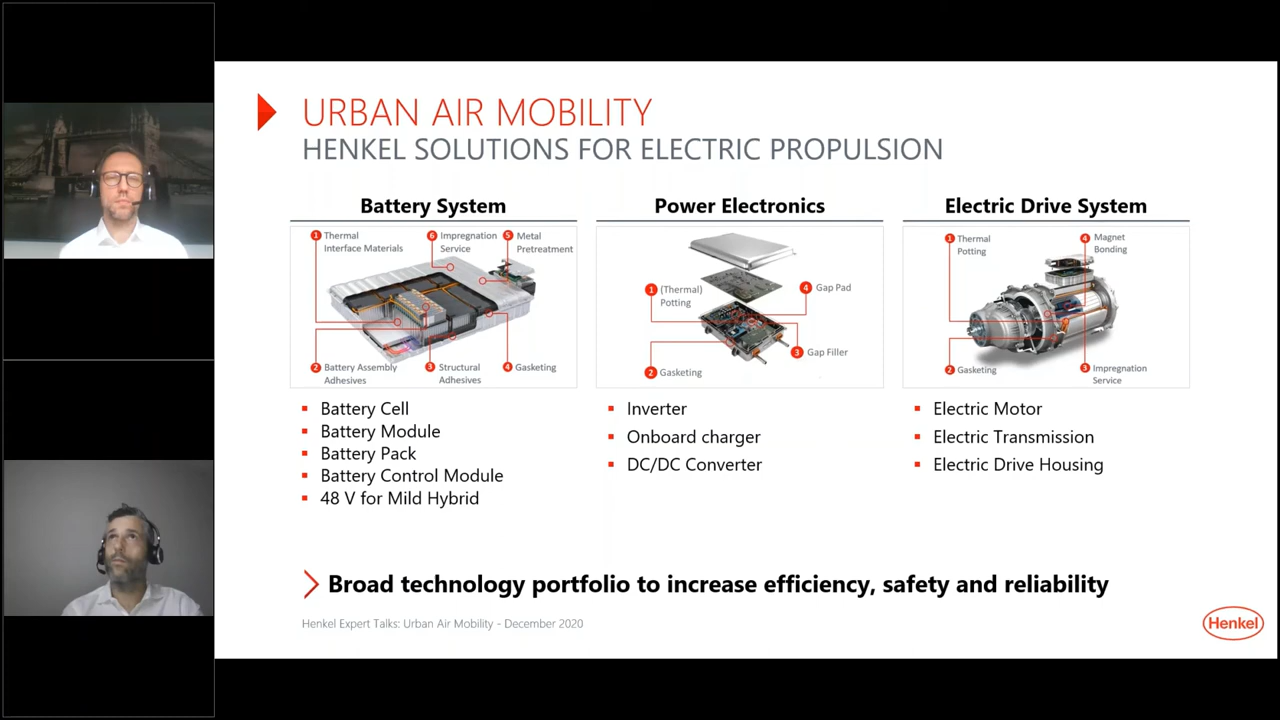 URBAN AIR MOBILITY
HENKEL SOLUTIONS FOR ELECTRIC PROPULSION
Battery System
1 Thermal
Interface Materials
6 Impregnation
Service
5 Metal
Pretreatment
2 Battery Assembly
Adhesives
3 Structural
Adhesives
4 Gasketing
Battery Cell
Battery Module
Battery Pack
Battery Control Module
48 V for Mild Hybrid
Power Electronics
1 (Thermal)
Potting
4 Gap Pad
3 Gap Filler
2 Gasketing
Inverter
Onboard charger
DC/DC Converter
Electric Drive System
1 Thermal
Potting
4 Magnet
Bonding
2 Gasketing
3 Impregnation
Service
Electric Motor
Electric Transmission
Electric Drive Housing
Broad technology portfolio to increase efficiency, safety and reliability
Henkel Expert Talks: Urban Air Mobility - December 2020
Henkel